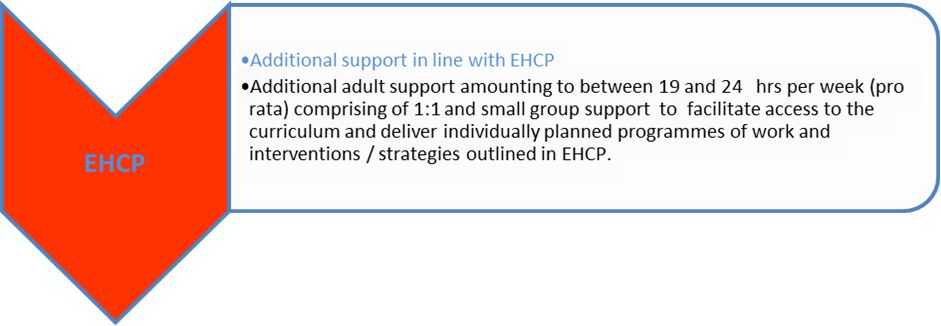 EHCP
•Additional support in line with EHCP
•Additional adult support amounting to between 19 and 24 hrs per week (pro
rata) comprising of 1:1 and small group support to facilitate access to the
curriculum and deliver individually planned programmes of work and
interventions / strategies outlined in EHCP.